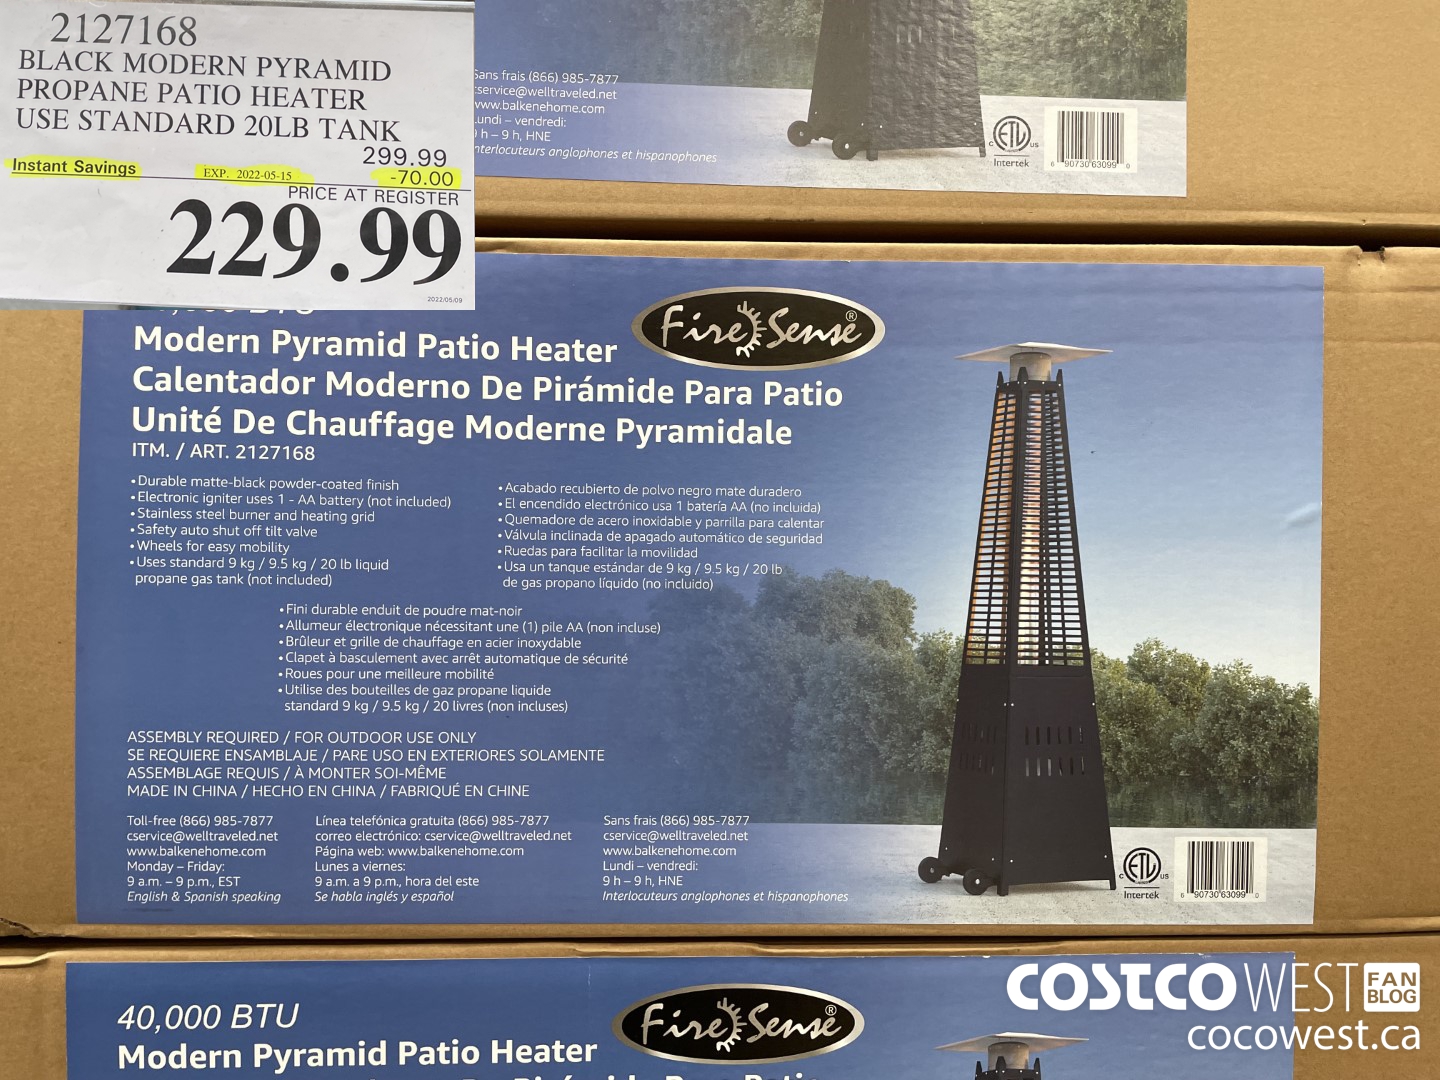 2127168
BLACK MODERN PYRAMID
PROPANE PATIO HEATER
USE STANDARD 20LB TANK
299.99
Instant Savings EXP. 2022-05-15 -70.00
PRICE AT REGISTER
229.99
2022/05/09
Sans frais (866) 985-7877
cservice@welltraveled.net
www.balkenehome.com
Lundi – vendredi:
9 h – 9 h, HNE
Interlocuteurs anglophones et hispanophones
ETL
C US
Intertek
6 90730 63099 0
BTU
Fire Sense®
Modern Pyramid Patio Heater
Calentador Moderno De Pirámide Para Patio
Unité De Chauffage Moderne Pyramidale
ITM. / ART. 2127168
• Durable matte-black powder-coated finish
• Electronic igniter uses 1 - AA battery (not included)
• Stainless steel burner and heating grid
• Safety auto shut off tilt valve
• Wheels for easy mobility
• Uses standard 9 kg / 9.5 kg / 20 lb liquid
propane gas tank (not included)
• Acabado recubierto de polvo negro mate duradero
• El encendido electrónico usa 1 batería AA (no incluida)
• Quemadore de acero inoxidable y parrilla para calentar
• Válvula inclinada de apagado automático de seguridad
• Ruedas para facilitar la movilidad
• Usa un tanque estándar de 9 kg / 9.5 kg / 20 lb
de gas propano líquido (no incluido)
• Fini durable enduit de poudre mat-noir
• Allumeur électronique nécessitant une (1) pile AA (non incluse)
• Brûleur et grille de chauffage en acier inoxydable
• Clapet à basculement avec arrêt automatique de sécurité
• Roues pour une meilleure mobilité
• Utilise des bouteilles de gaz propane liquide
standard 9 kg / 9.5 kg / 20 livres (non incluses)
ASSEMBLY REQUIRED / FOR OUTDOOR USE ONLY
SE REQUIERE ENSAMBLAJE / PARE USO EN EXTERIORES SOLAMENTE
ASSEMBLAGE REQUIS / À MONTER SOI-MÊME
MADE IN CHINA / HECHO EN CHINA / FABRIQUÉ EN CHINE
Toll-free (866) 985-7877
cservice@welltraveled.net
www.balkenehome.com
Monday – Friday:
9 a.m. – 9 p.m., EST
English & Spanish speaking
Línea telefónica gratuita (866) 985-7877
correo electrónico: cservice@welltraveled.net
Página web: www.balkenehome.com
Lunes a viernes:
9 a.m. a 9 p.m., hora del este
Se habla inglés y español
Sans frais (866) 985-7877
cservice@welltraveled.net
www.balkenehome.com
Lundi – vendredi:
9 h – 9 h, HNE
Interlocuteurs anglophones et hispanophones
ETL
C US
Intertek
6 90730 63099 0
40,000 BTU
Fire Sense®
Modern Pyramid Patio Heater
COSTCO WEST FAN BLOG
cocowest.ca